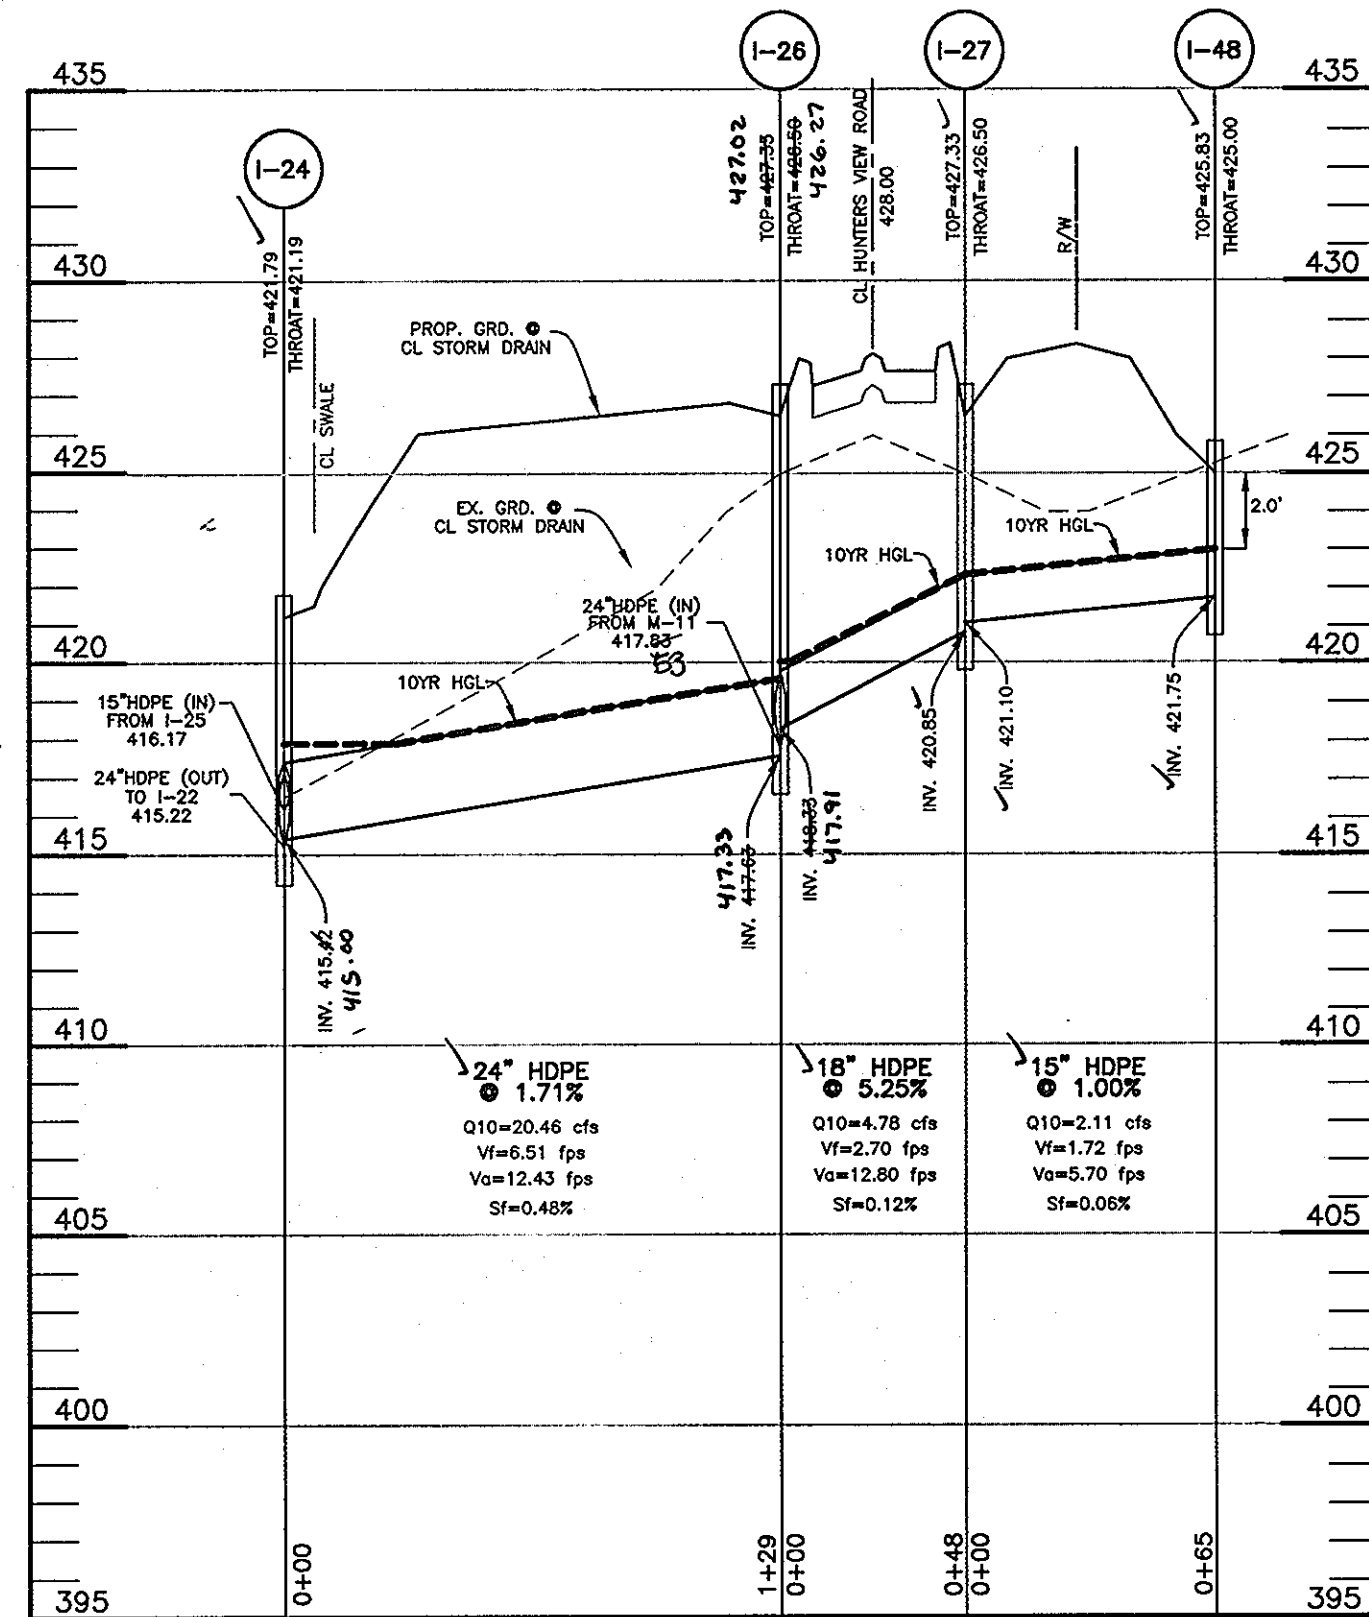 I-24
I-26
I-27
I-48
435
435
TOP=421.79
THROAT=421.19
CL SWALE
427.02
TOP=427.35
THROAT=426.50
426.27
CL HUNTERS VIEW ROAD
428.00
TOP=427.33
THROAT=426.50
R/W
TOP=425.83
THROAT=425.00
430
430
PROP. GRD. @
CL STORM DRAIN
425
425
EX. GRD. @
CL STORM DRAIN
2.0'
10YR HGL
10YR HGL
24"HDPE (IN)
FROM M-11
417.83
53
420
420
10YR HGL
15"HDPE (IN)
FROM I-25
416.17
24"HDPE (OUT)
TO I-22
415.22
INV. 420.85
INV. 421.10
INV. 421.75
415
415
417.33
INV. 417.63
INV. 418.33
417.91
INV. 415.42
415.00
410
410
24" HDPE
@ 1.71%
Q10=20.46 cfs
Vf=6.51 fps
Va=12.43 fps
Sf=0.48%
18" HDPE
@ 5.25%
Q10=4.78 cfs
Vf=2.70 fps
Va=12.80 fps
Sf=0.12%
15" HDPE
@ 1.00%
Q10=2.11 cfs
Vf=1.72 fps
Va=5.70 fps
Sf=0.06%
405
405
400
400
395
395
0+00
1+29
0+00
0+48
0+00
0+65